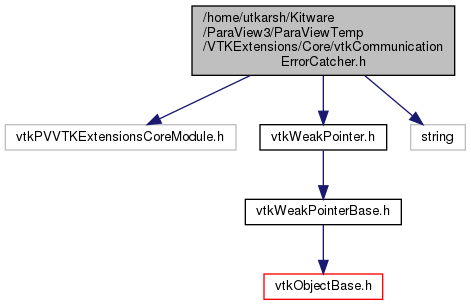 /home/utkarsh/Kitware
/ParaView3/ParaViewTemp
/VTKExtensions/Core/vtkCommunication
ErrorCatcher.h
vtkPVVTKExtensionsCoreModule.h
vtkWeakPointer.h
string
vtkWeakPointerBase.h
vtkObjectBase.h